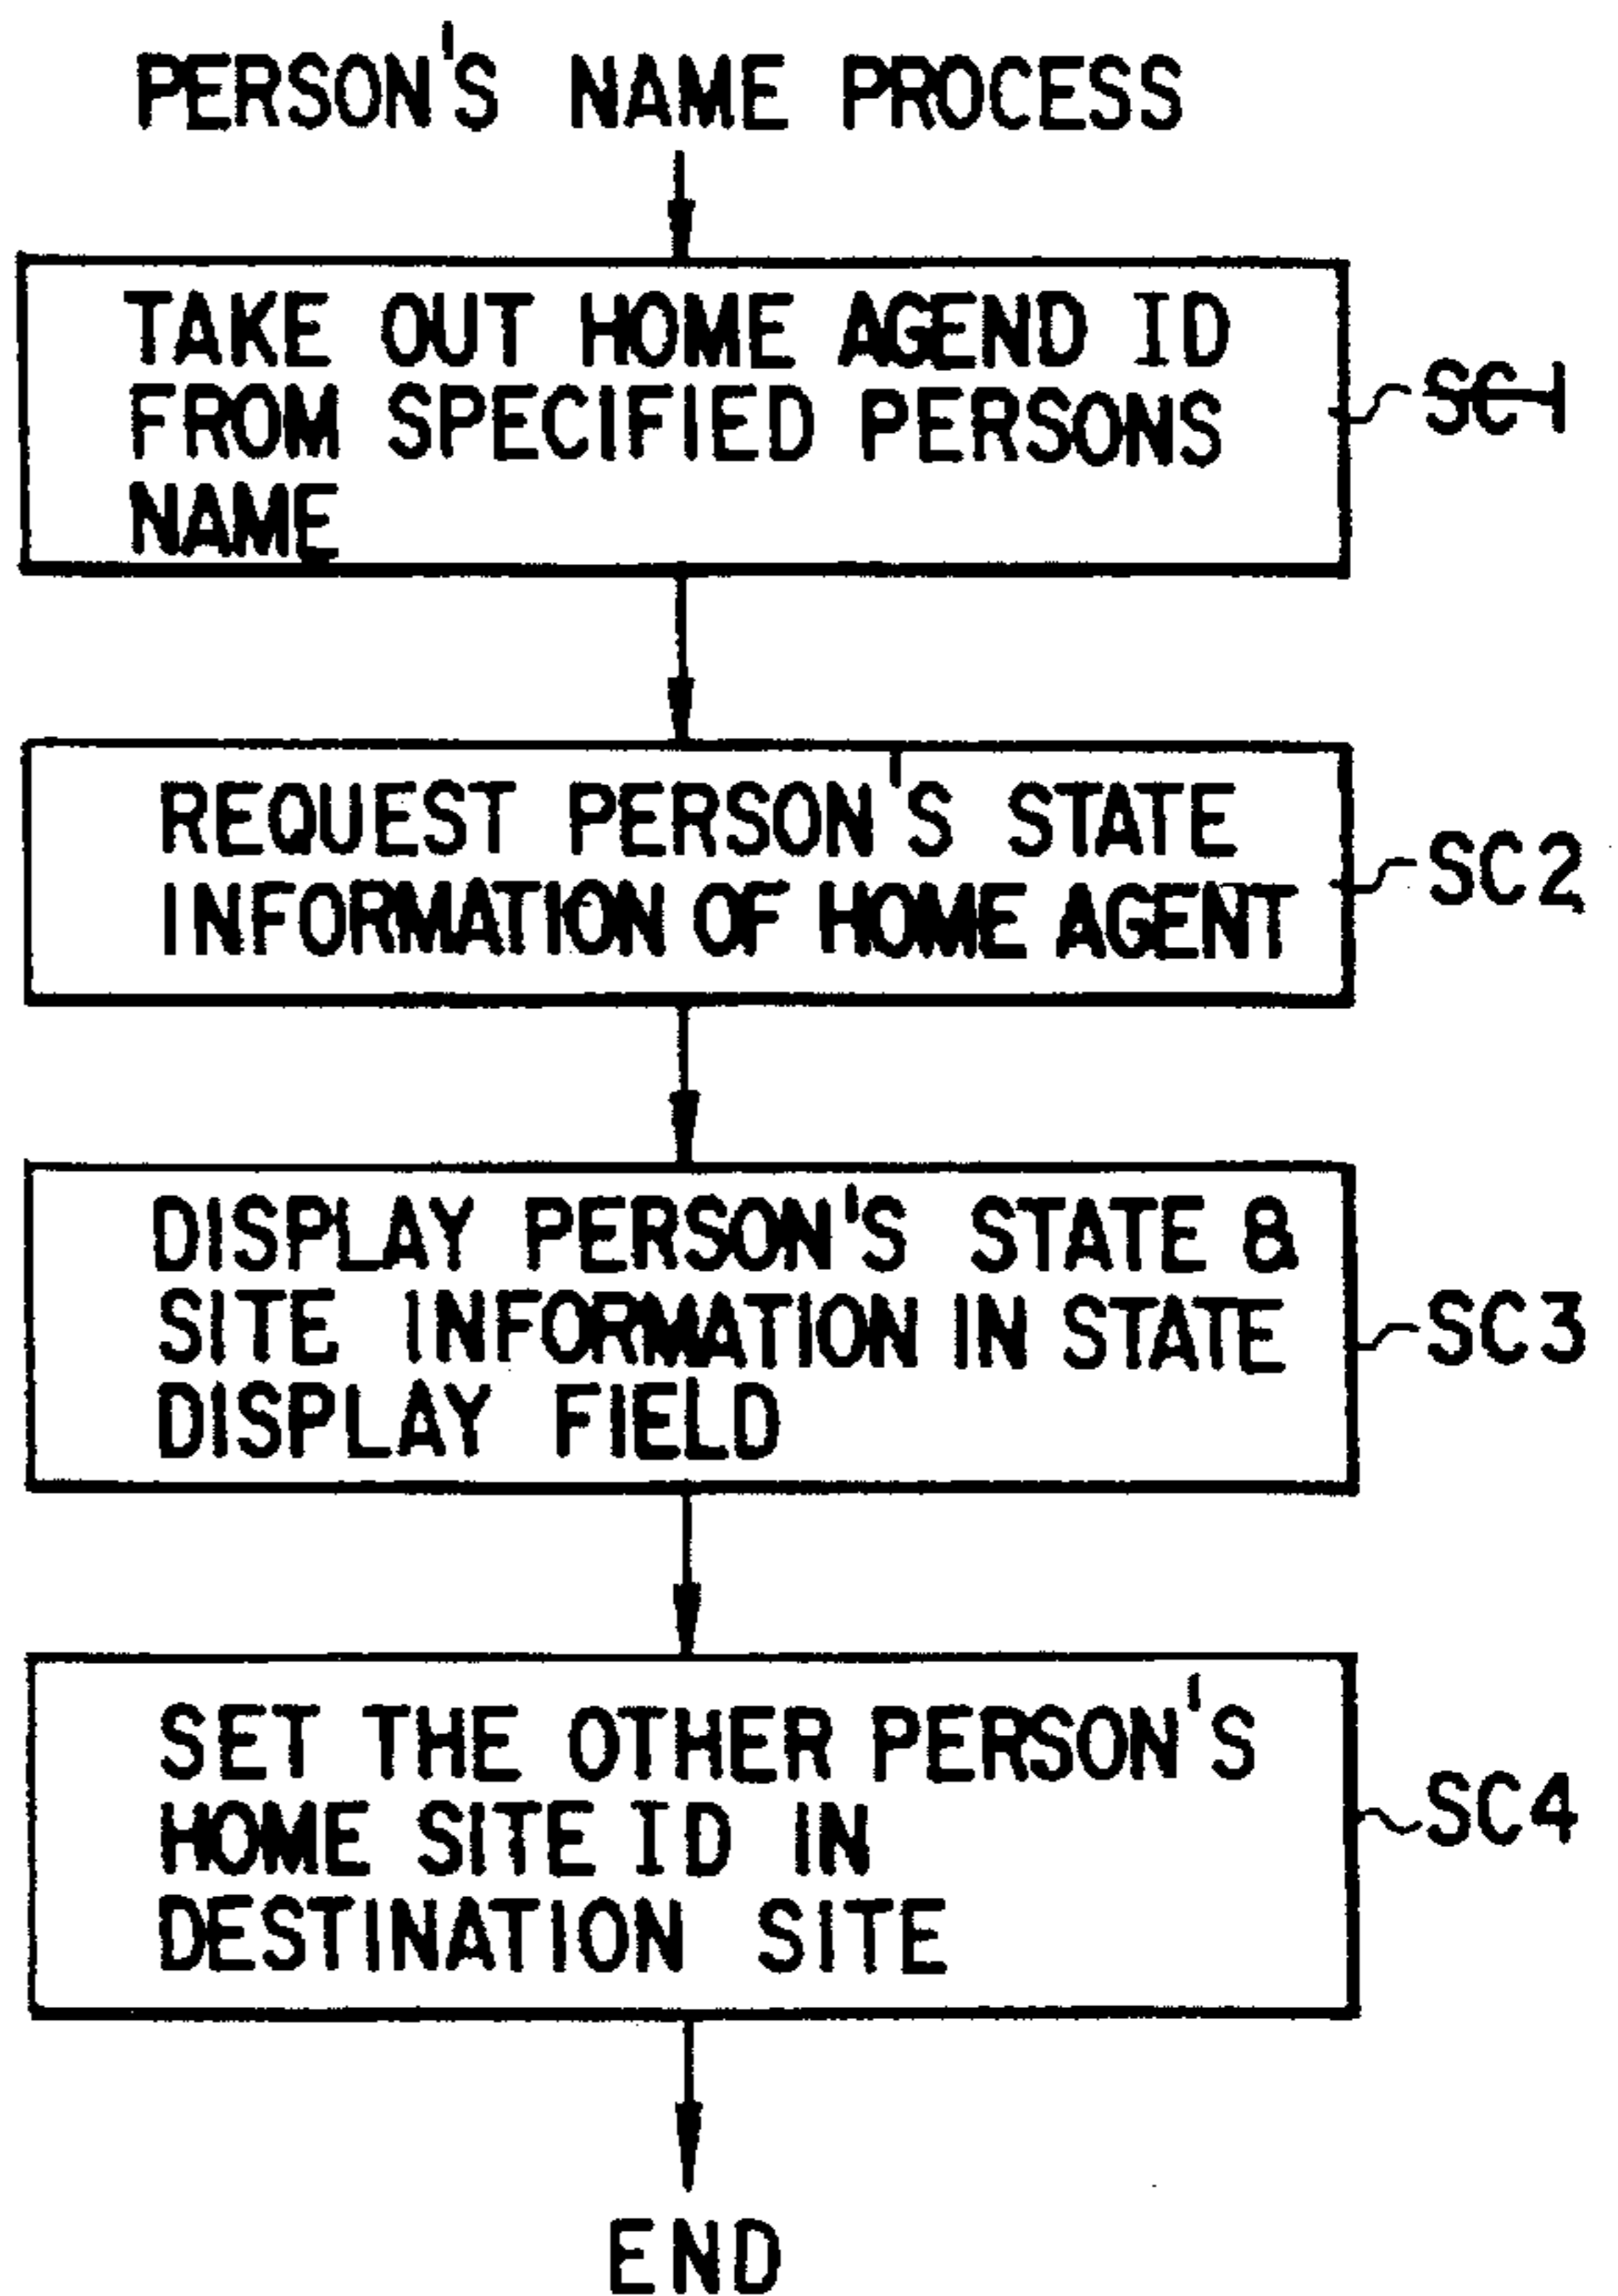 PERSON'S NAME PROCESS
TAKE OUT HOME AGEND ID
FROM SPECIFIED PERSONS
NAME
SC1
REQUEST PERSON'S STATE
INFORMATION OF HOME AGENT
SC2
DISPLAY PERSON'S STATE &
SITE INFORMATION IN STATE
DISPLAY FIELD
SC3
SET THE OTHER PERSON'S
HOME SITE ID IN
DESTINATION SITE
SC4
END